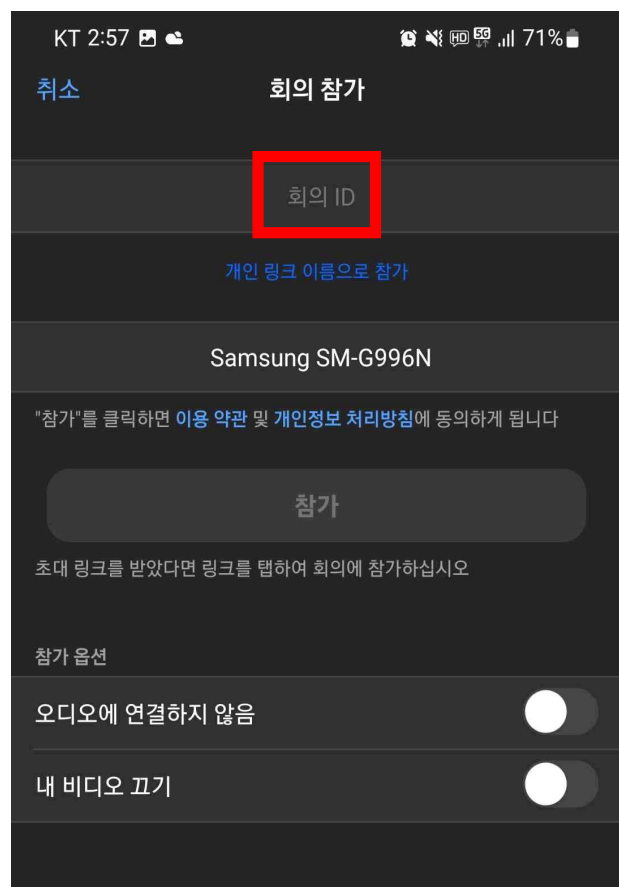 KT 2:57 HD 5G 71%
취소 회의 참가
회의 ID
개인 링크 이름으로 참가
Samsung SM-G996N
"참가"를 클릭하면 이용 약관 및 개인정보 처리방침에 동의하게 됩니다
참가
초대 링크를 받았다면 링크를 탭하여 회의에 참가하십시오
참가 옵션
오디오에 연결하지 않음
내 비디오 끄기